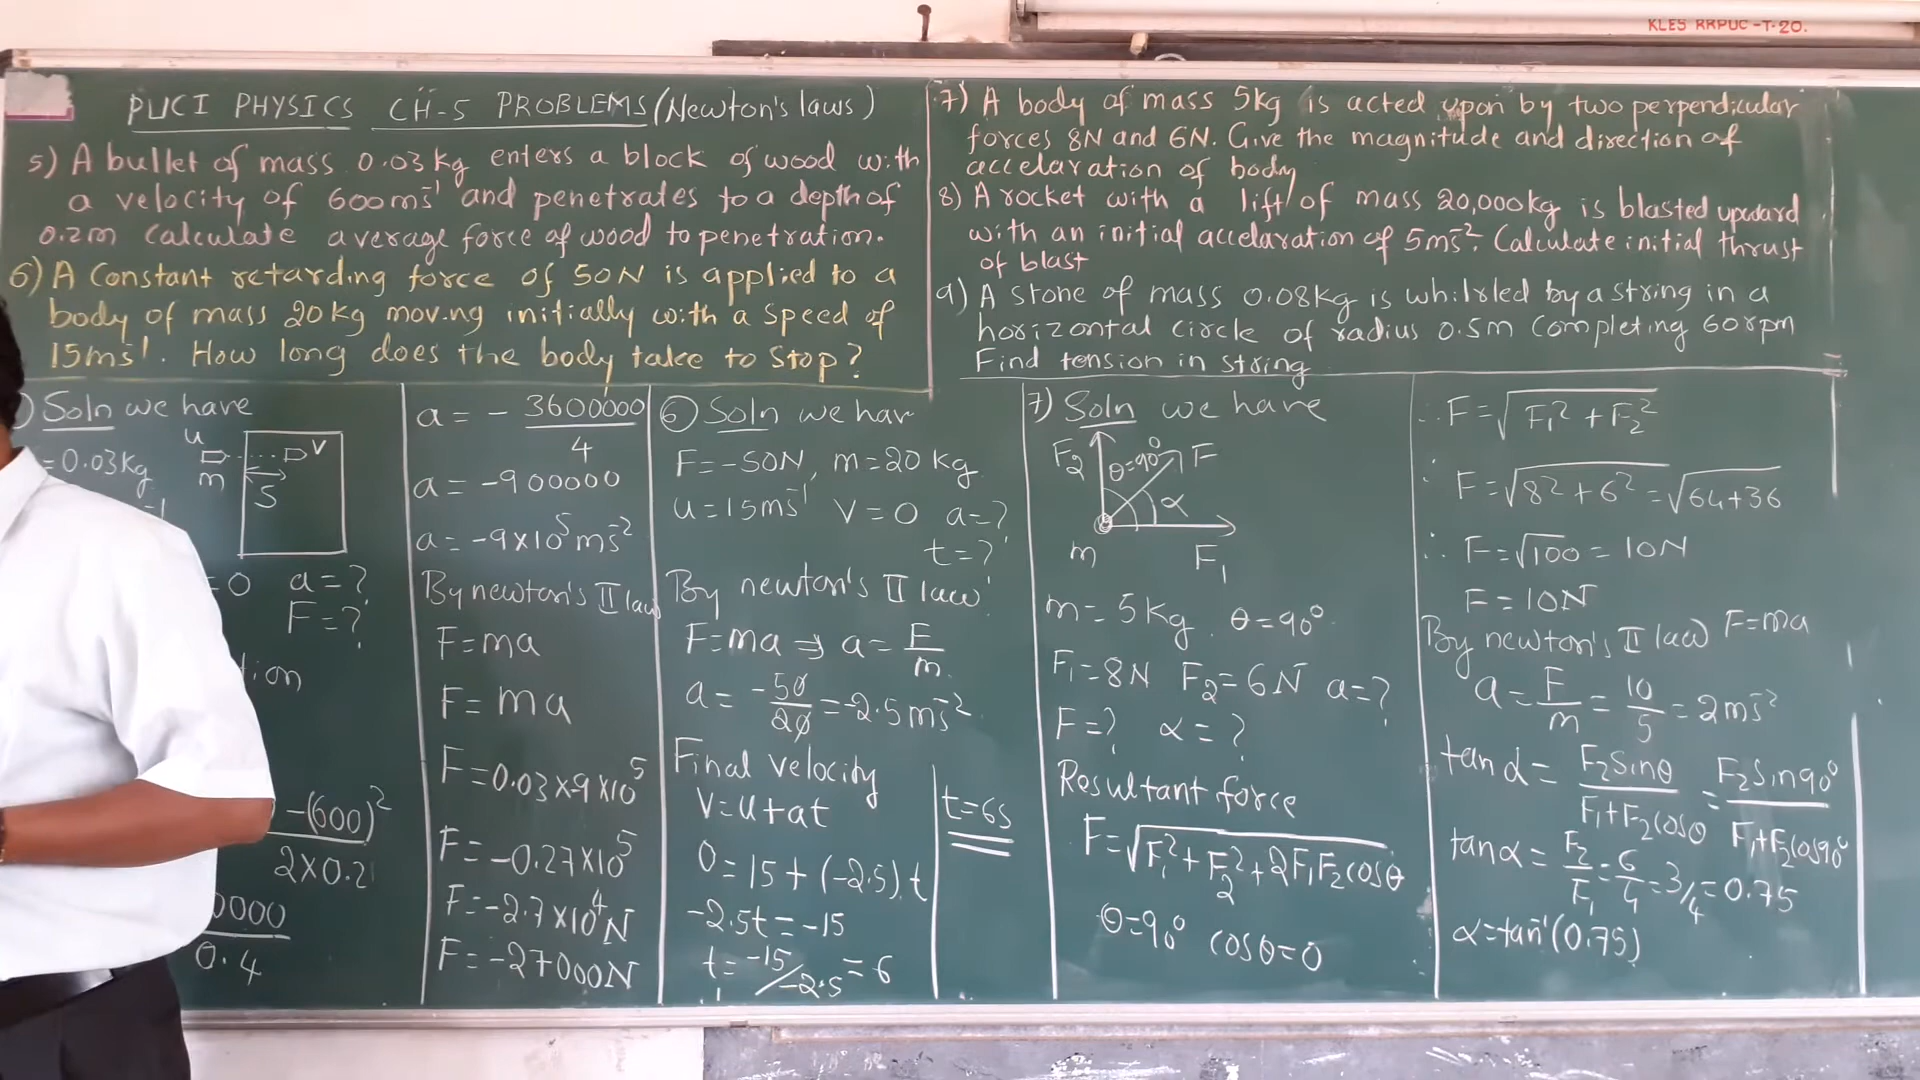 KLES RRPUC-T-20.
PUCI PHYSICS CH-5 PROBLEMS (Newton's laws)
5) A bullet of mass 0.03kg enters a block of wood with
a velocity of 600ms⁻¹ and penetrates to a depth of
0.2m Calculate average force of wood to penetration.
6) A Constant retarding force of 50N is applied to a
body of mass 20kg moving initially with a speed of
15ms⁻¹. How long does the body take to stop?
7) A body of mass 5kg is acted upon by two perpendicular
forces 8N and 6N. Give the magnitude and direction of
accelaration of body
8) A rocket with a lift of mass 20,000kg is blasted upward
with an initial accelaration of 5ms⁻². Calculate initial thrust
of blast
9) A stone of mass 0.08kg is whilrled by a string in a
horizontal circle of radius 0.5m Completing 60rpm
Find tension in string
) Soln we have
= 0.03kg
u
m
V
S
-1
=0 a=?
F=?
tion
-(600)²
2X0.2
0000
0.4
a = - 3600000
4
a = -900000
a = -9×10⁵ms⁻²
By newton's II law
F=ma
F= ma
F=0.03×9×10⁵
F=-0.27×10⁵
F=-2.7×10⁴N
F=-27000N
6 Soln we hav
F=-50N, m=20 kg
u=15ms⁻¹ V=0 a=?
t=?
By newton's II law
F=ma ⇒ a= F/m
a= -50/20 = -2.5ms⁻²
Final velocity
V=u+at
0=15+(-2.5)t
-2.5t=-15
t= -15/-2.5 = 6
t=6s
7) Soln we have
F₂ θ=90° F
α
m F₁
m=5kg. θ=90°
F₁=8N F₂=6N a=?
F=? α=?
Resultant force
F=√F₁²+F₂²+2F₁F₂cosθ
θ=90° cosθ=0
∴ F=√F₁²+F₂²
∴ F=√8²+6²=√64+36
∴ F=√100=10N
F=10N
By newton's II law F=ma
a= F/m = 10/5 = 2ms⁻²
tanα= F₂sinθ/F₁+F₂cosθ = F₂sin90°/F₁+F₂cos90°
tanα= F₂/F₁ = 6/4 = 3/4 = 0.75
α=tan⁻¹(0.75)